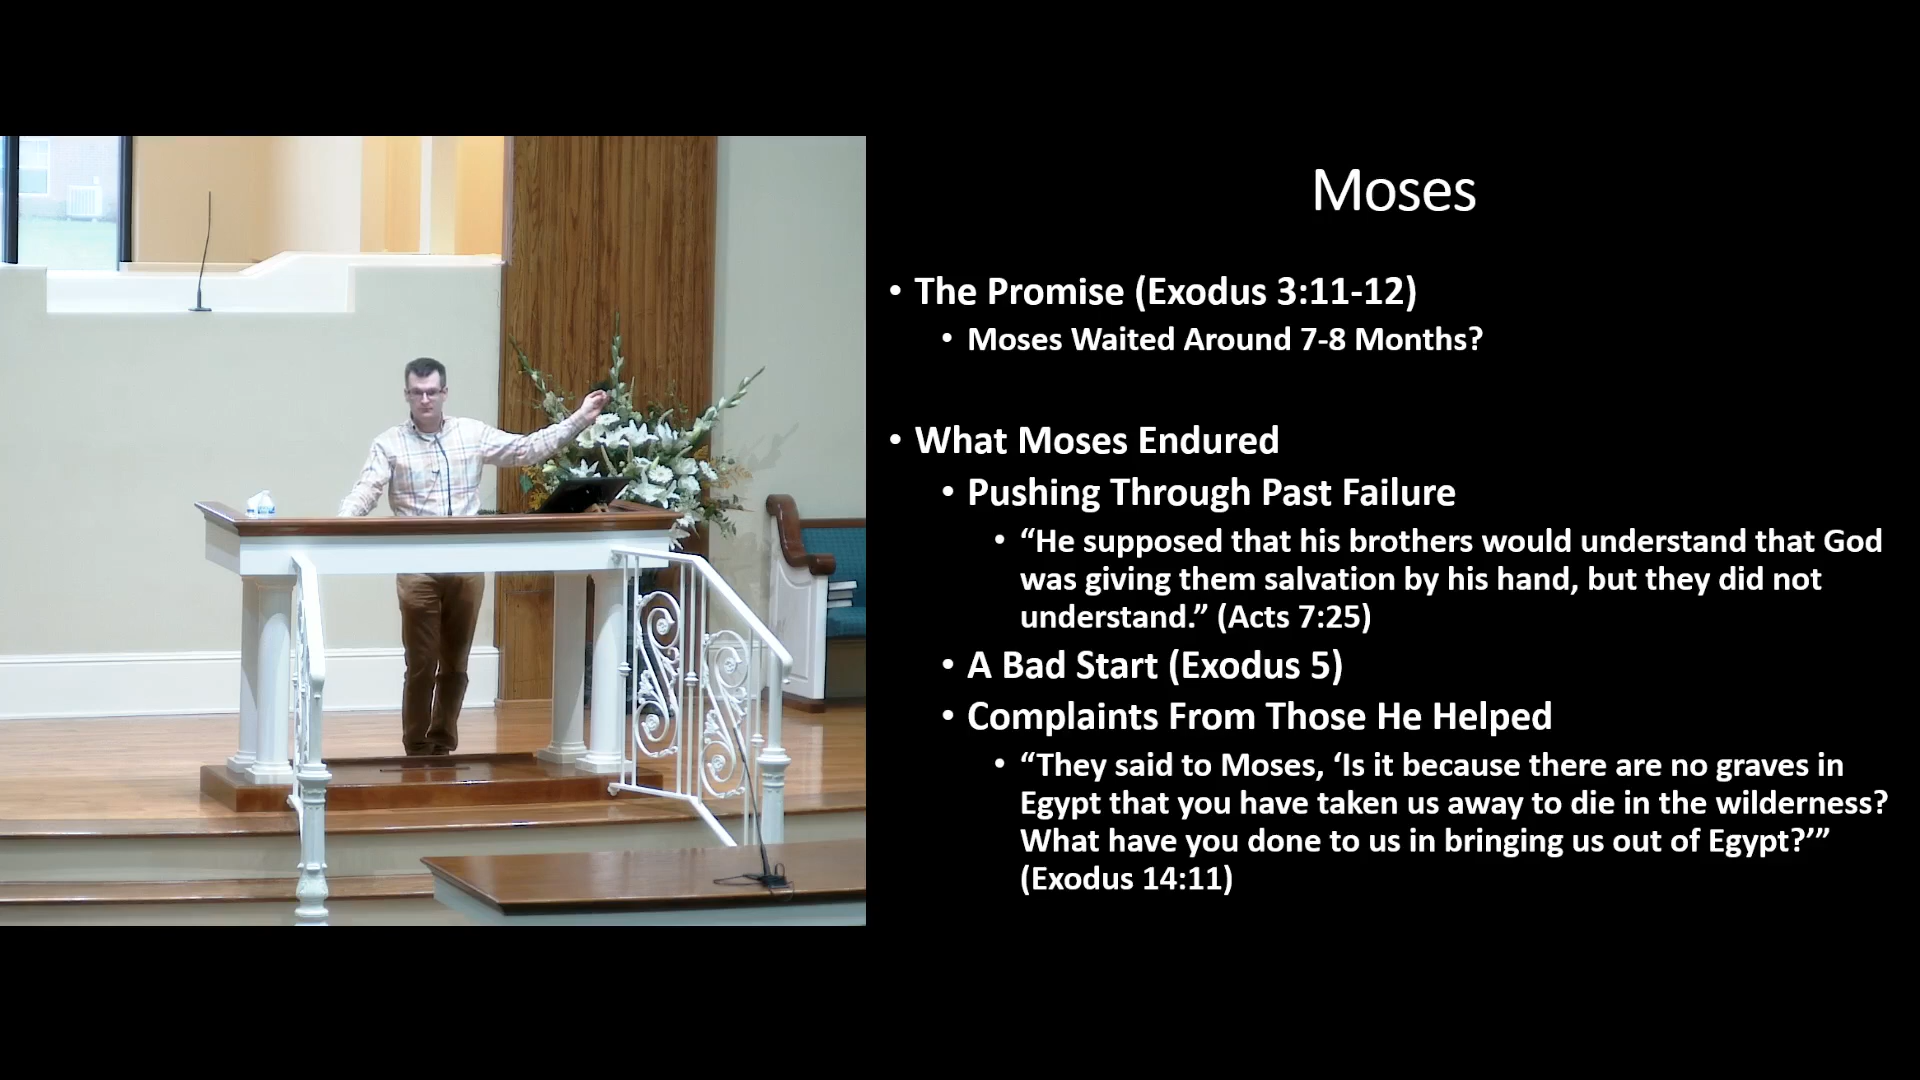 Moses
• The Promise (Exodus 3:11-12)
• Moses Waited Around 7-8 Months?
• What Moses Endured
• Pushing Through Past Failure
• “He supposed that his brothers would understand that God
was giving them salvation by his hand, but they did not
understand.” (Acts 7:25)
• A Bad Start (Exodus 5)
• Complaints From Those He Helped
• “They said to Moses, ‘Is it because there are no graves in
Egypt that you have taken us away to die in the wilderness?
What have you done to us in bringing us out of Egypt?’”
(Exodus 14:11)